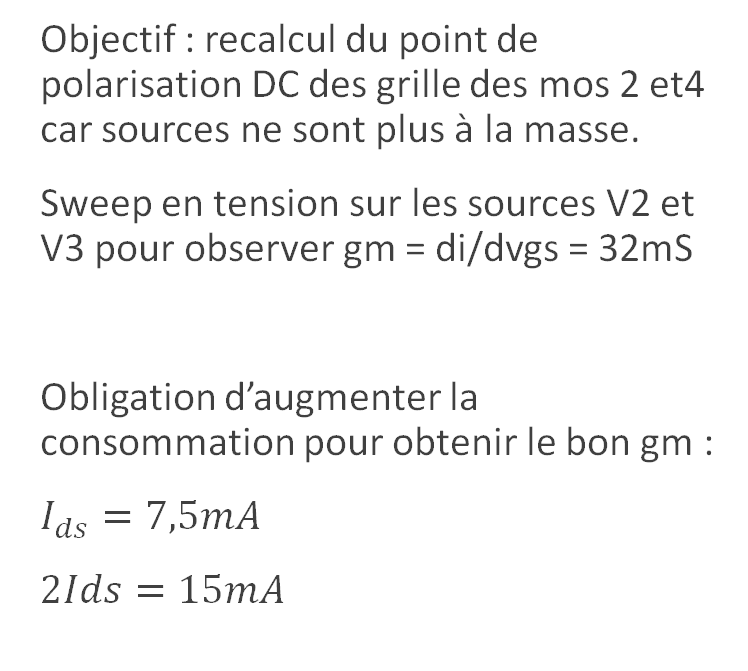 Objectif : recalcul du point de
polarisation DC des grille des mos 2 et4
car sources ne sont plus à la masse.
Sweep en tension sur les sources V2 et
V3 pour observer gm = di/dvgs = 32mS
Obligation d’augmenter la
consommation pour obtenir le bon gm :
I_{ds} = 7,5mA
2Ids = 15mA